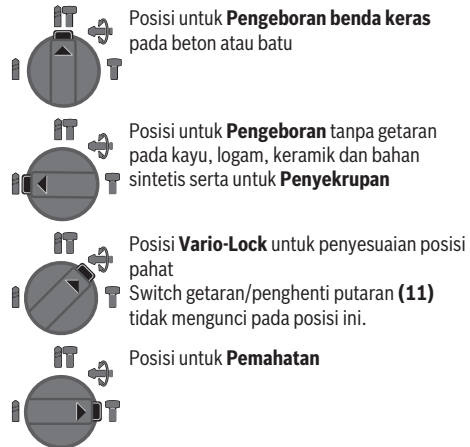 Posisi untuk Pengeboran benda keras
pada beton atau batu
Posisi untuk Pengeboran tanpa getaran
pada kayu, logam, keramik dan bahan
sintetis serta untuk Penyekrupan
Posisi Vario-Lock untuk penyesuaian posisi
pahat
Switch getaran/penghenti putaran (11)
tidak mengunci pada posisi ini.
Posisi untuk Pemahatan